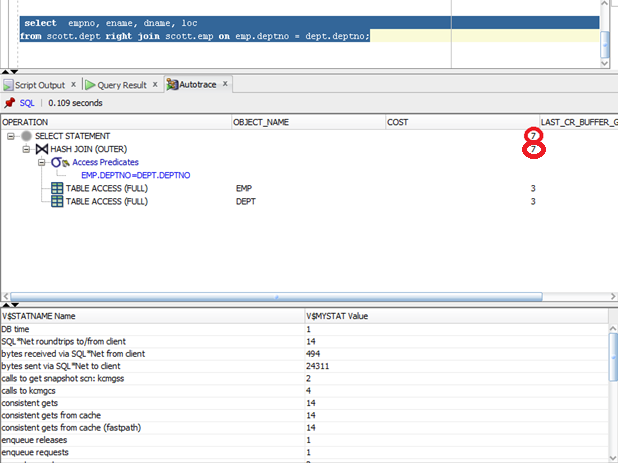 select empno, ename, dname, loc
from scott.dept right join scott.emp on emp.deptno = dept.deptno;
Script Output x Query Result x Autotrace x
SQL | 0.109 seconds
OPERATION OBJECT_NAME COST LAST_CR_BUFFER_G
SELECT STATEMENT 7
HASH JOIN (OUTER) 7
Access Predicates
EMP.DEPTNO=DEPT.DEPTNO
TABLE ACCESS (FULL) EMP 3
TABLE ACCESS (FULL) DEPT 3
V$STATNAME Name V$MYSTAT Value
DB time 1
SQL*Net roundtrips to/from client 14
bytes received via SQL*Net from client 494
bytes sent via SQL*Net to client 24311
calls to get snapshot scn: kcmgss 2
calls to kcmgcs 4
consistent gets 14
consistent gets from cache 14
consistent gets from cache (fastpath) 14
enqueue releases 1
enqueue requests 1